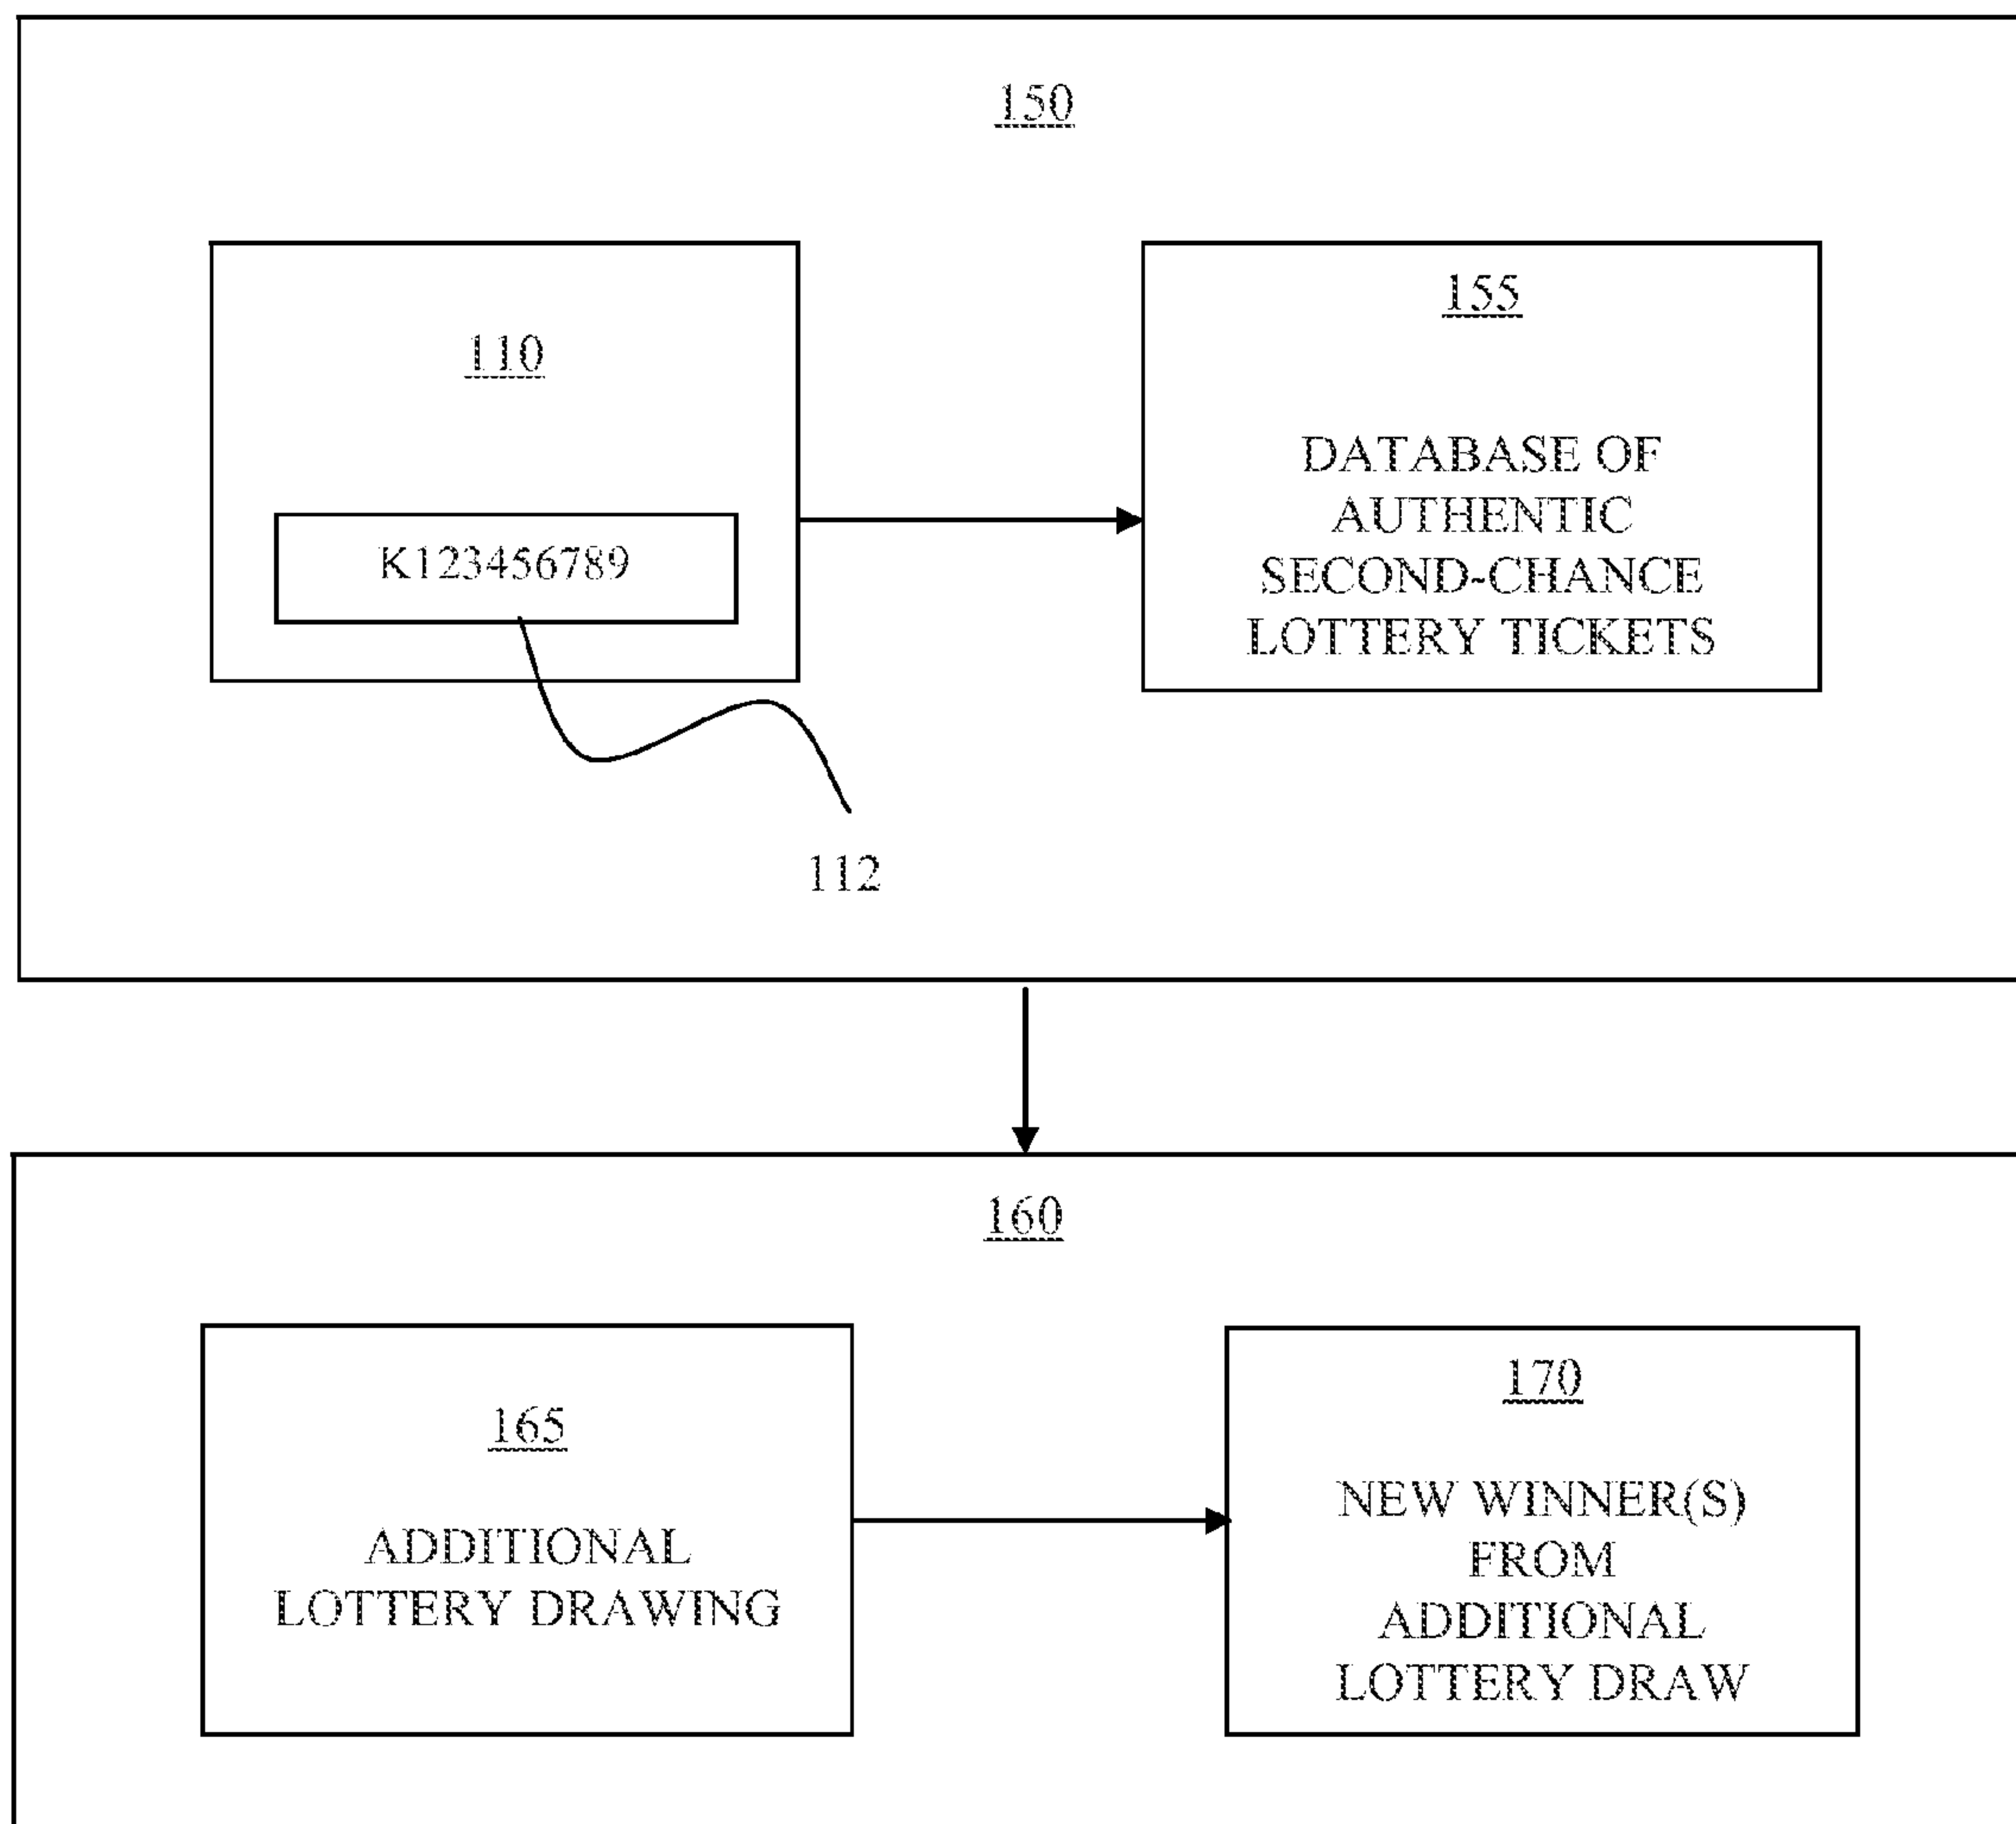 150
110
K123456789
112
155
DATABASE OF
AUTHENTIC
SECOND-CHANCE
LOTTERY TICKETS
160
165
ADDITIONAL
LOTTERY DRAWING
170
NEW WINNER(S)
FROM
ADDITIONAL
LOTTERY DRAW